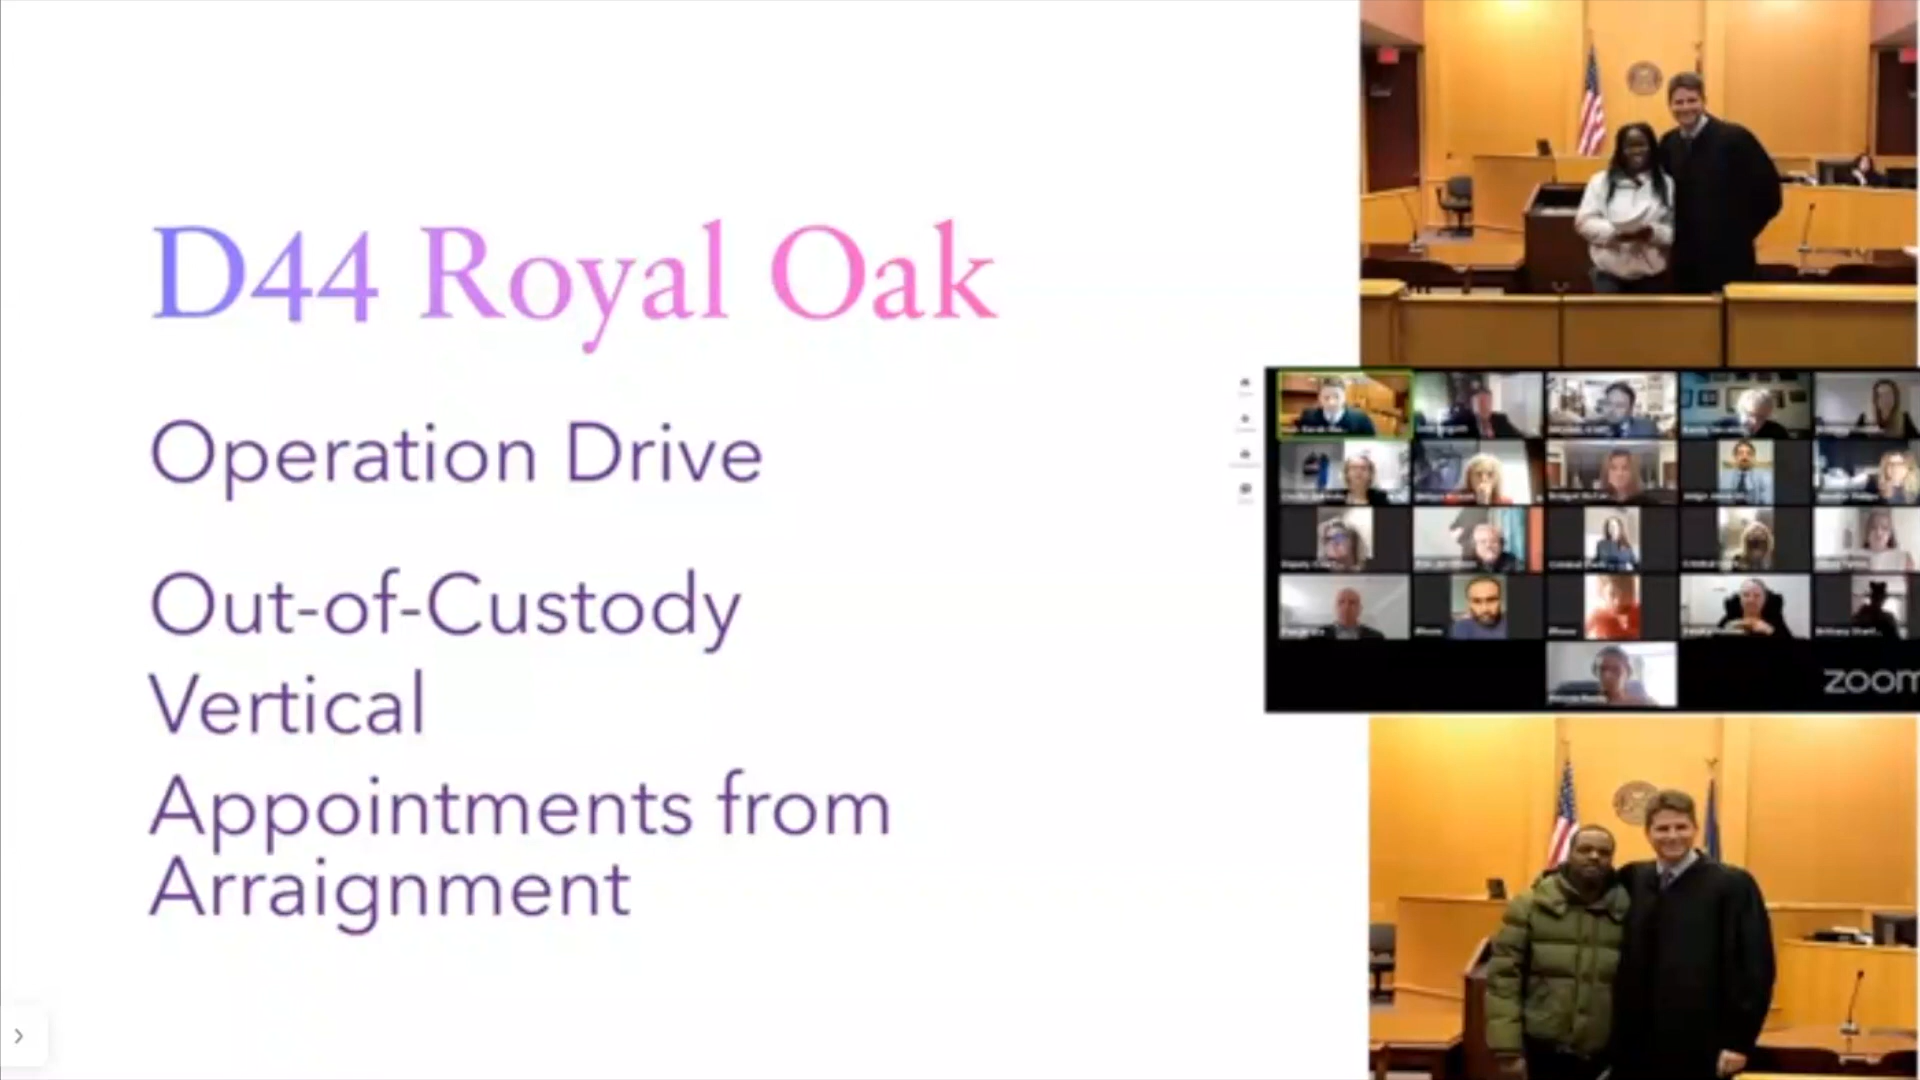 D44 Royal Oak
Operation Drive
Out-of-Custody
Vertical
Appointments from
Arraignment
zoom